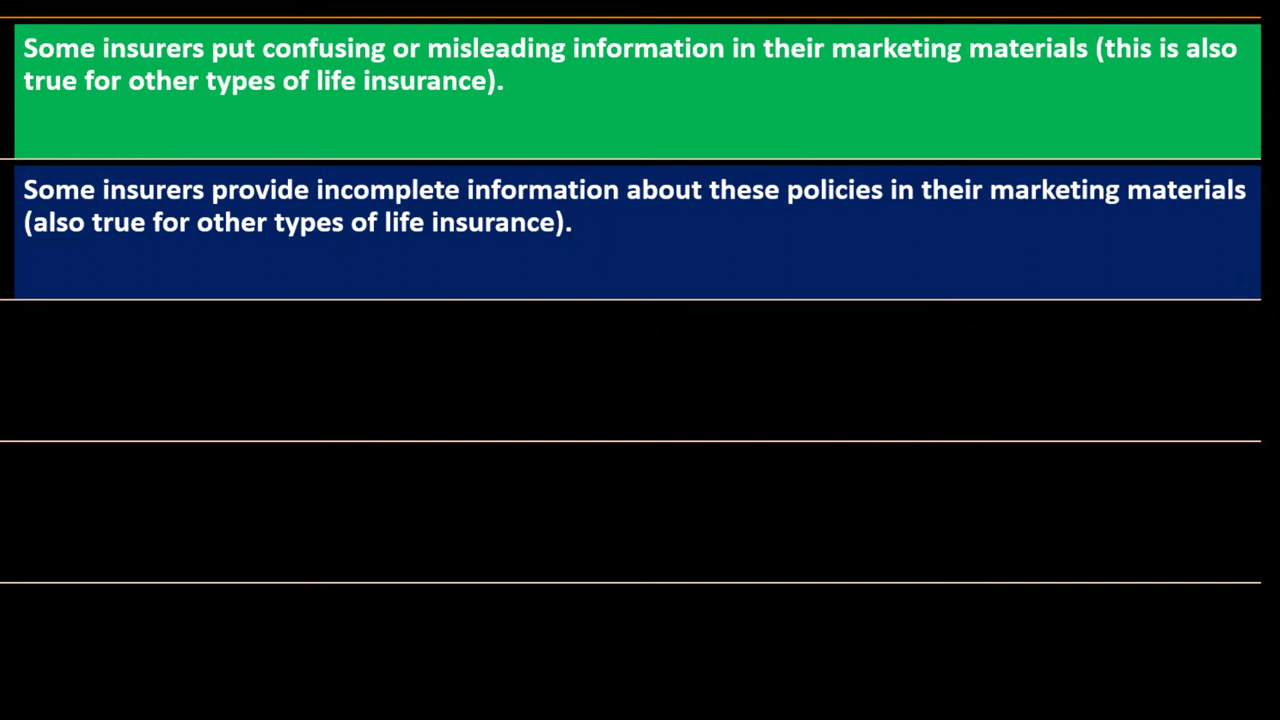 Some insurers put confusing or misleading information in their marketing materials (this is also
true for other types of life insurance).
Some insurers provide incomplete information about these policies in their marketing materials
(also true for other types of life insurance).